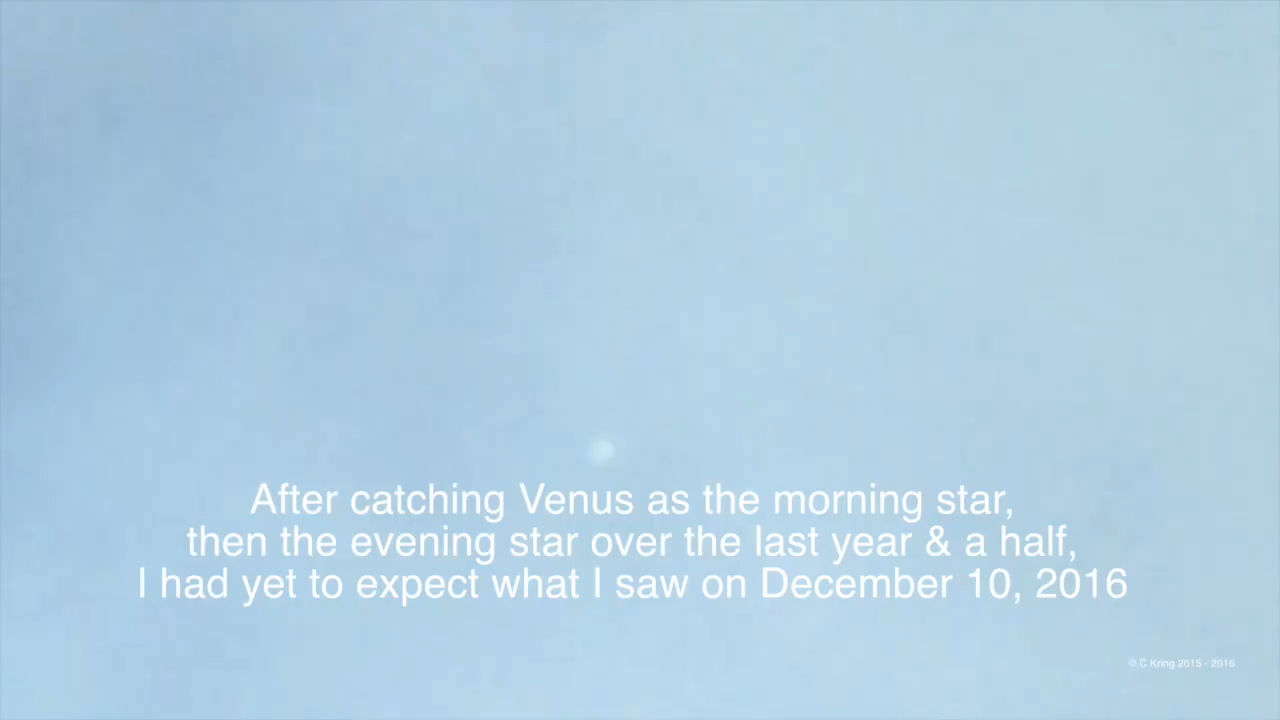 After catching Venus as the morning star,
then the evening star over the last year & a half,
I had yet to expect what I saw on December 10, 2016
© C Kring 2015 - 2016